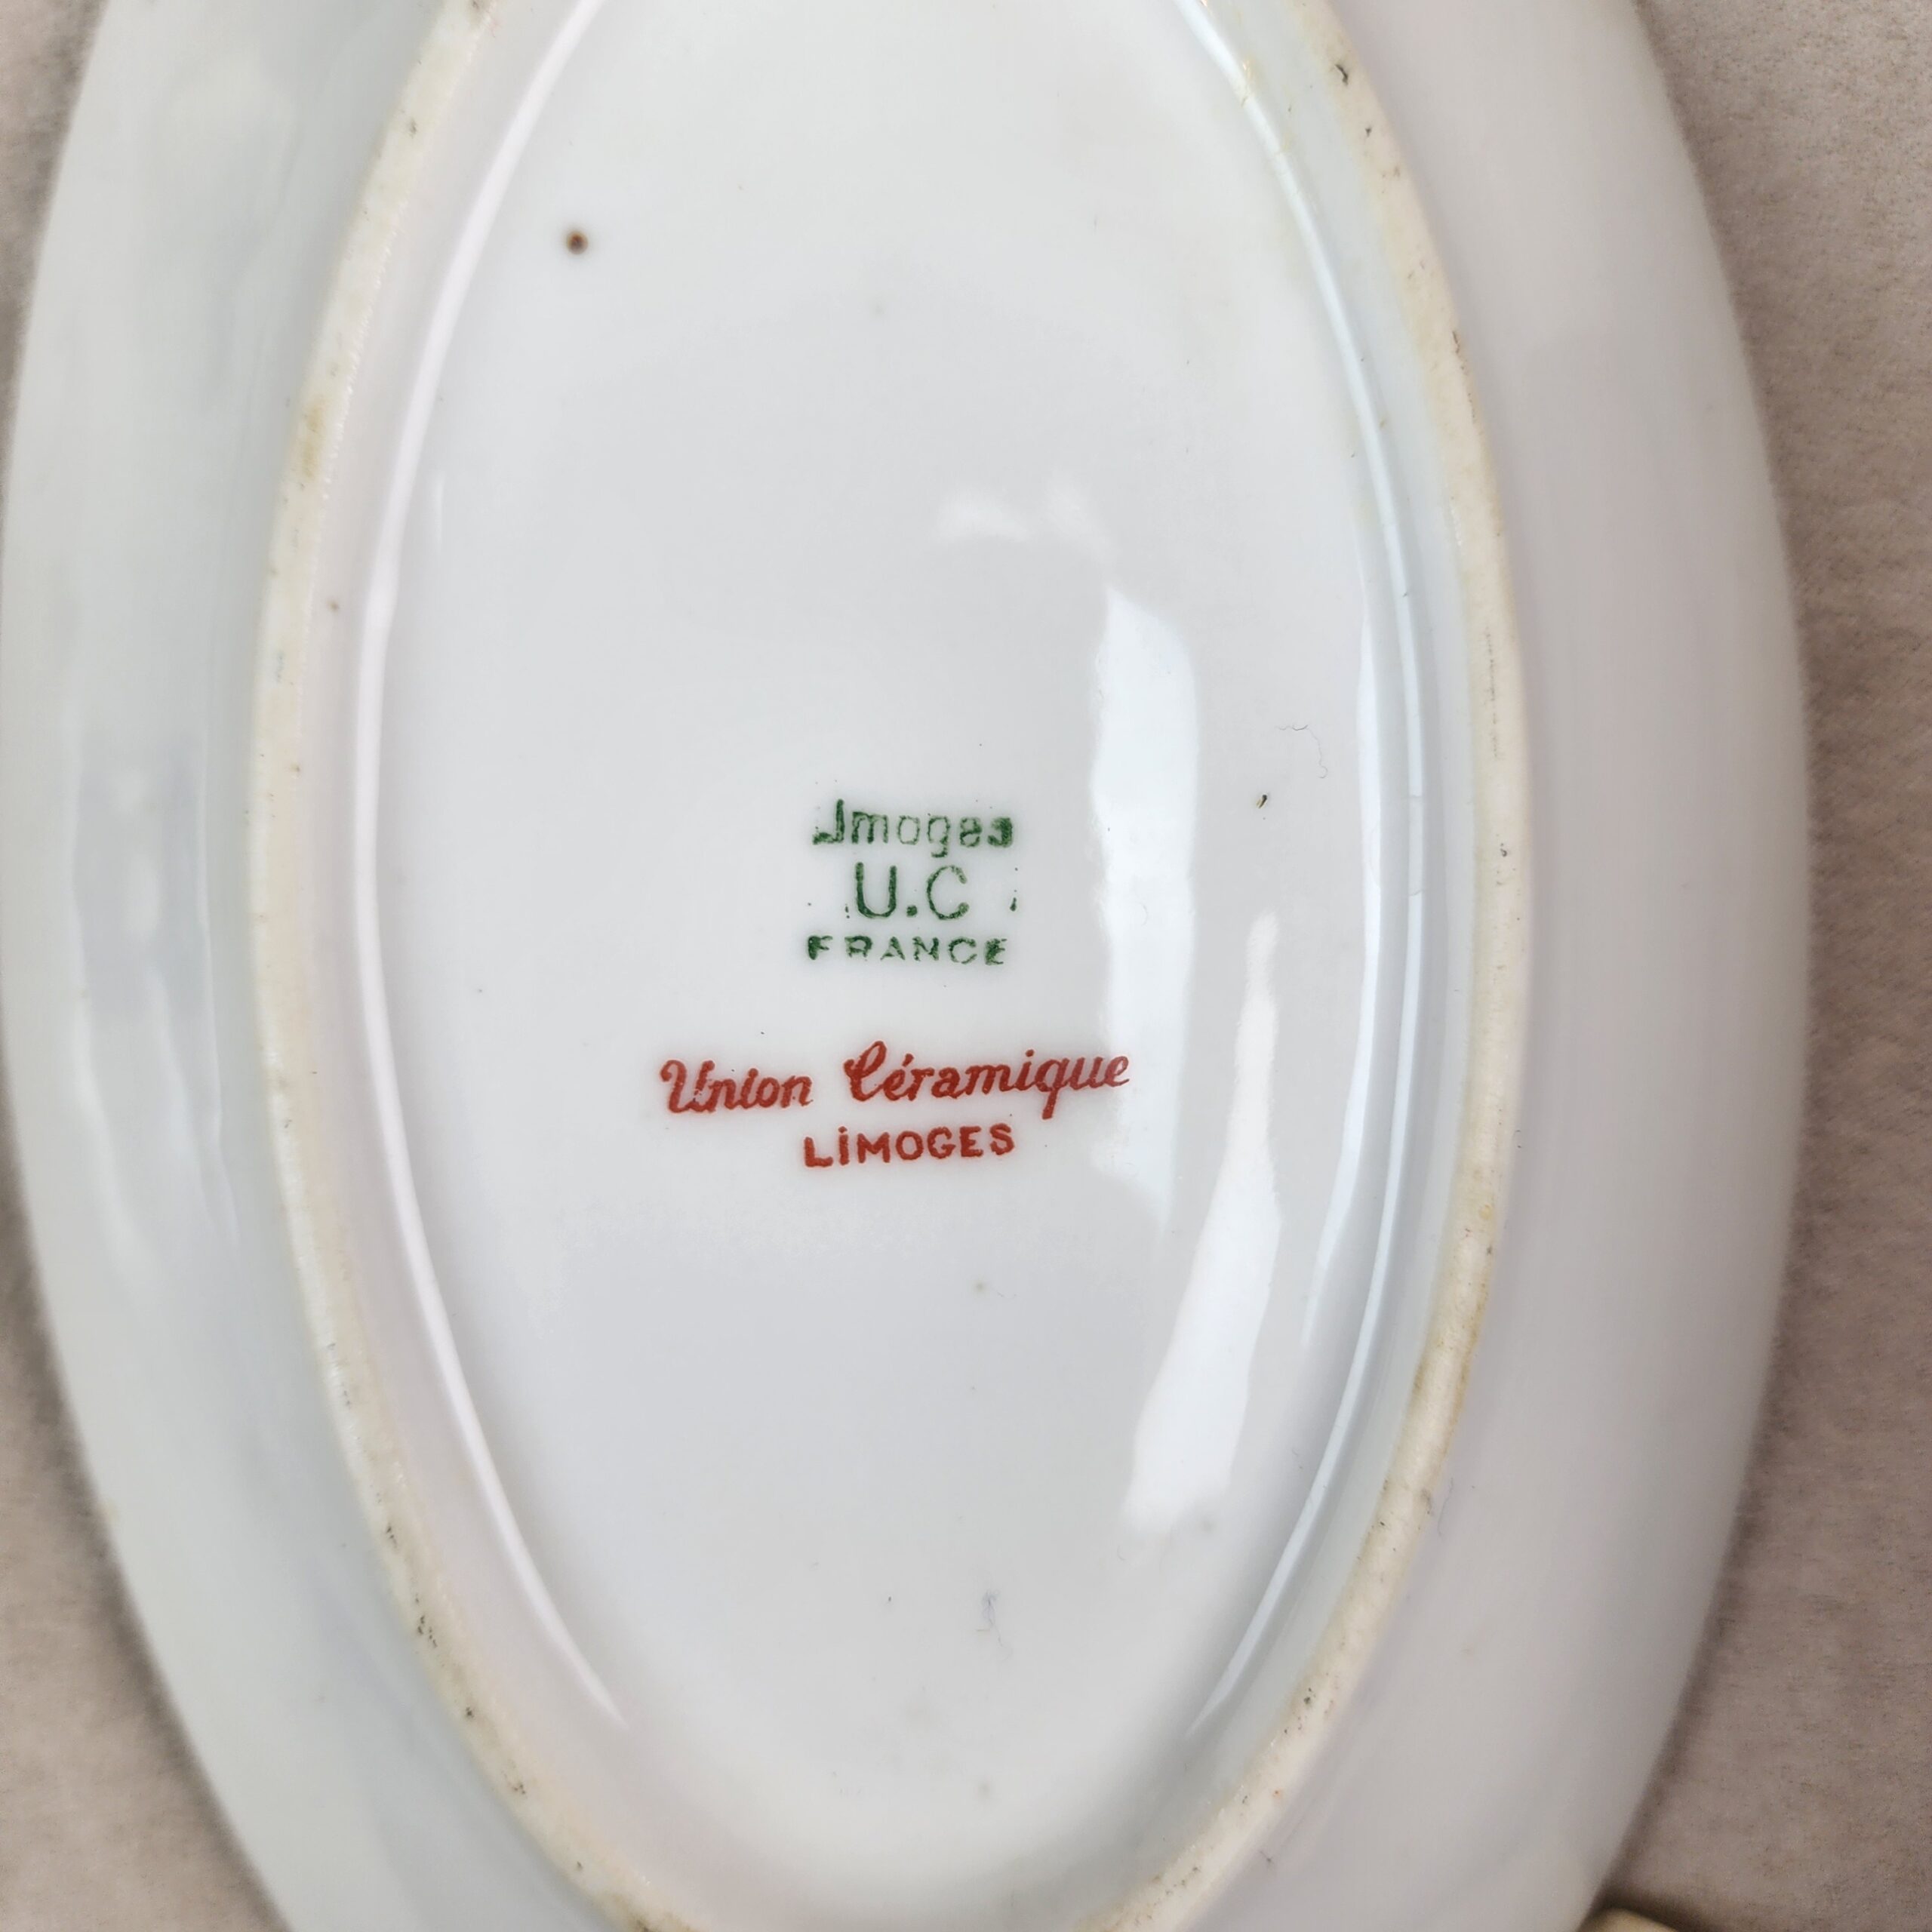 Limoges
U.C
FRANCE
Union Céramique
LIMOGES